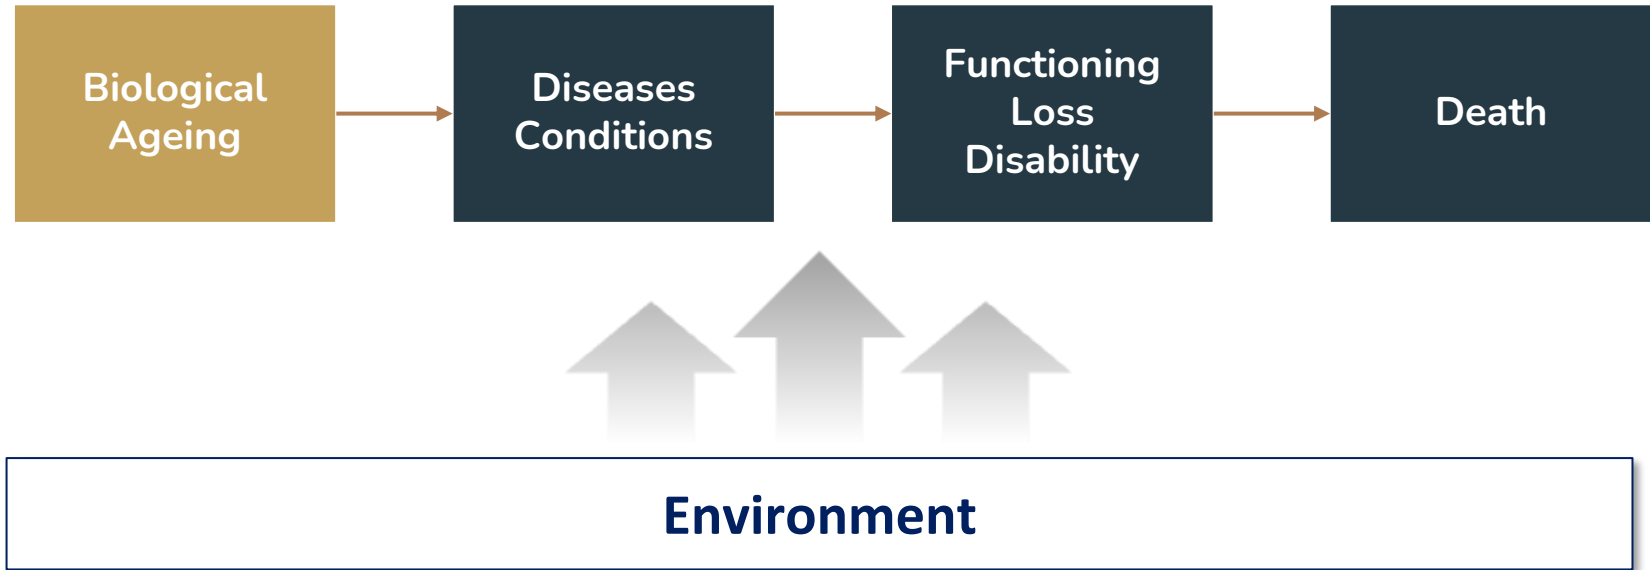 Biological
Ageing
Diseases
Conditions
Functioning
Loss
Disability
Death
Environment